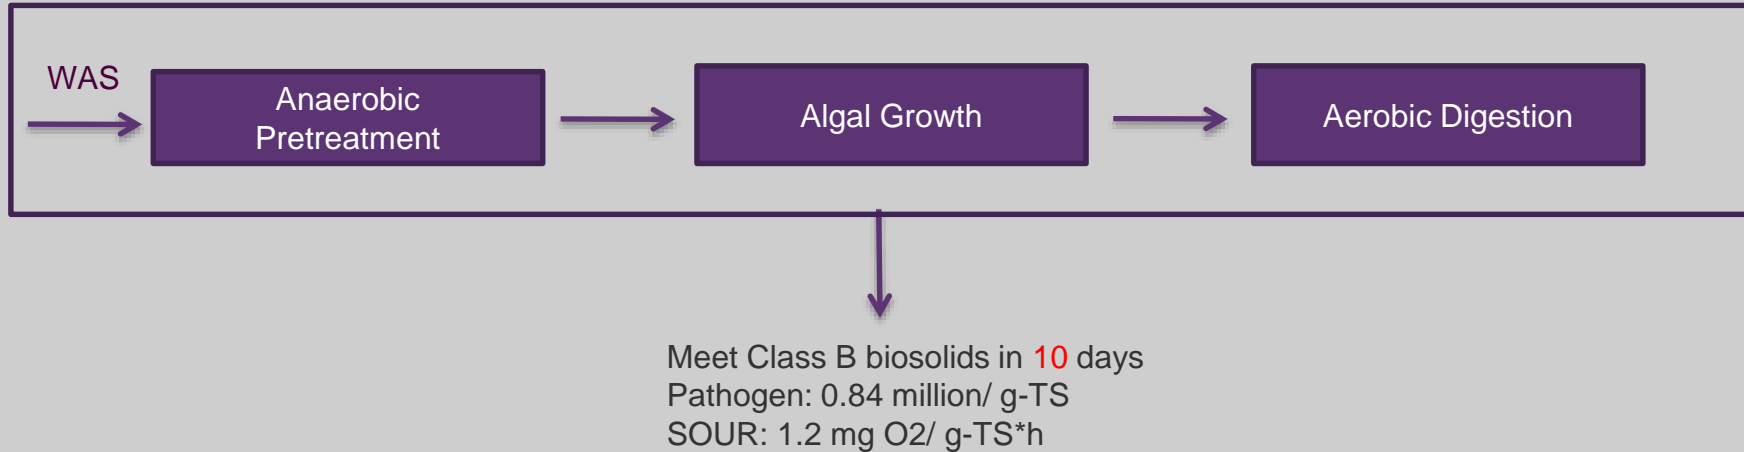 WAS
Anaerobic
Pretreatment
Algal Growth
Aerobic Digestion
Meet Class B biosolids in 10 days
Pathogen: 0.84 million/ g-TS
SOUR: 1.2 mg O2/ g-TS*h